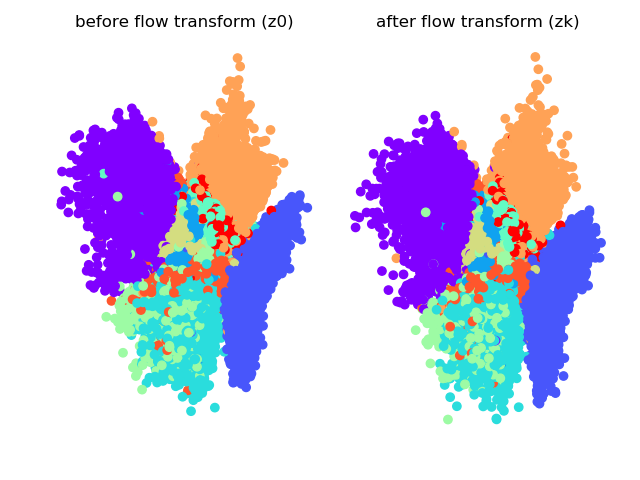 before flow transform (z0)
after flow transform (zk)